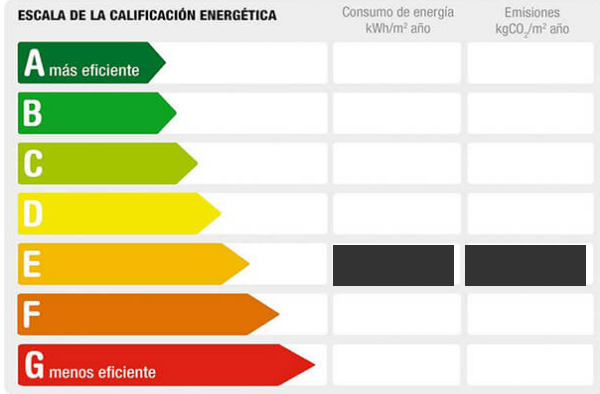 ESCALA DE LA CALIFICACIÓN ENERGÉTICA
Consumo de energía
kWh/m² año
Emisiones
kgCO₂/m² año
A más eficiente
B
C
D
E
F
G menos eficiente